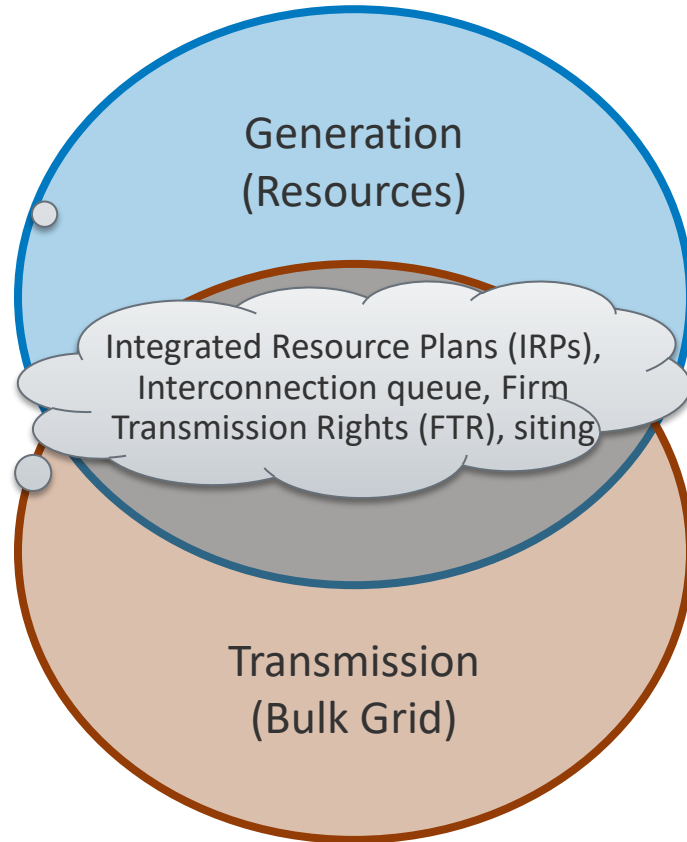 Generation
(Resources)
Integrated Resource Plans (IRPs),
Interconnection queue, Firm
Transmission Rights (FTR), siting
Transmission
(Bulk Grid)